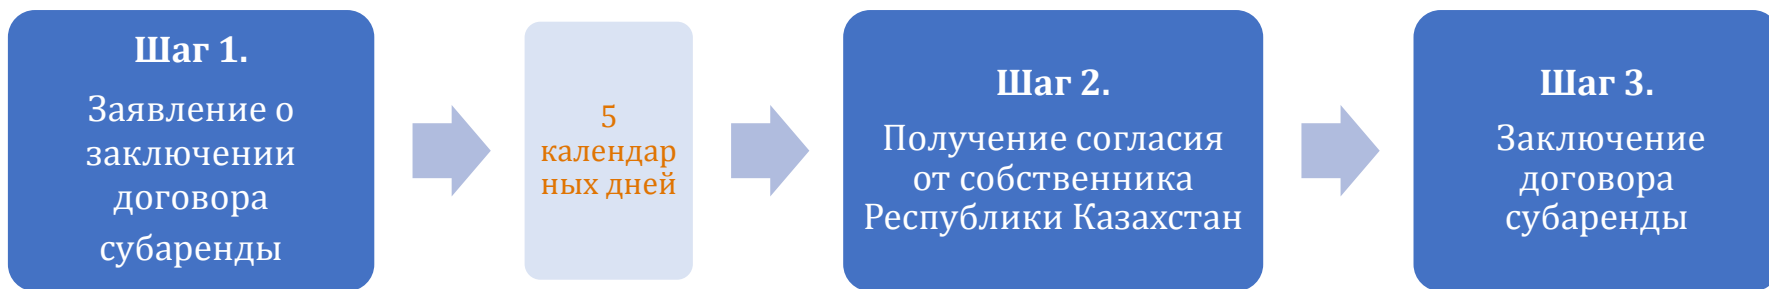 Шаг 1.
Заявление о
заключении
договора
субаренды
5
календар
ных дней
Шаг 2.
Получение согласия
от собственника
Республики Казахстан
Шаг 3.
Заключение
договора
субаренды